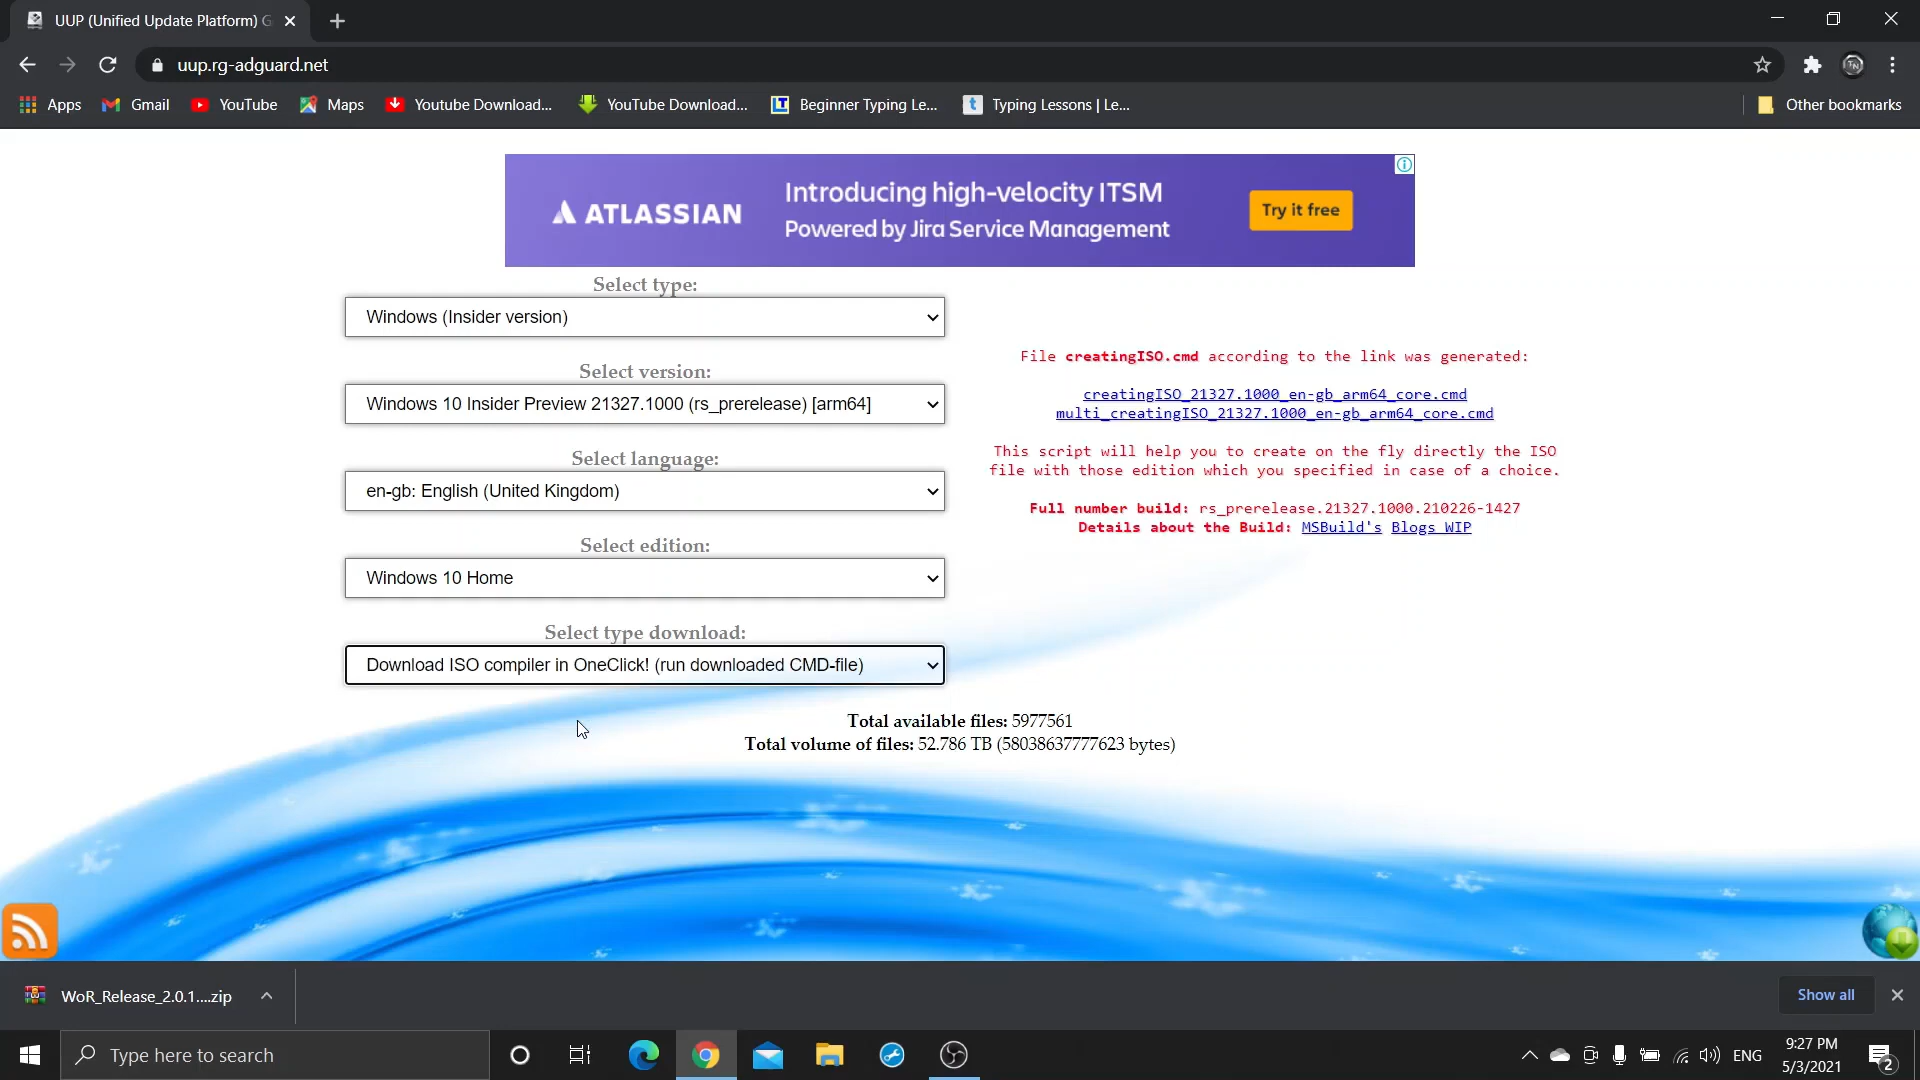 UUP (Unified Update Platform) G
uup.rg-adguard.net
Apps
Gmail
YouTube
Maps
Youtube Download...
YouTube Download...
Beginner Typing Le...
Typing Lessons | Le...
Other bookmarks
ATLASSIAN
Introducing high-velocity ITSM
Powered by Jira Service Management
Try it free
Select type:
Windows (Insider version)
Select version:
Windows 10 Insider Preview 21327.1000 (rs_prerelease) [arm64]
Select language:
en-gb: English (United Kingdom)
Select edition:
Windows 10 Home
Select type download:
Download ISO compiler in OneClick! (run downloaded CMD-file)
File creatingISO.cmd according to the link was generated:
creatingISO_21327.1000_en-gb_arm64_core.cmd
multi_creatingISO_21327.1000_en-gb_arm64_core.cmd
This script will help you to create on the fly directly the ISO
file with those edition which you specified in case of a choice.
Full number build: rs_prerelease.21327.1000.210226-1427
Details about the Build: MSBuild's Blogs WIP
Total available files: 5977561
Total volume of files: 52.786 TB (58038637777623 bytes)
WoR_Release_2.0.1....zip
Show all
Type here to search
ENG
9:27 PM
5/3/2021
2